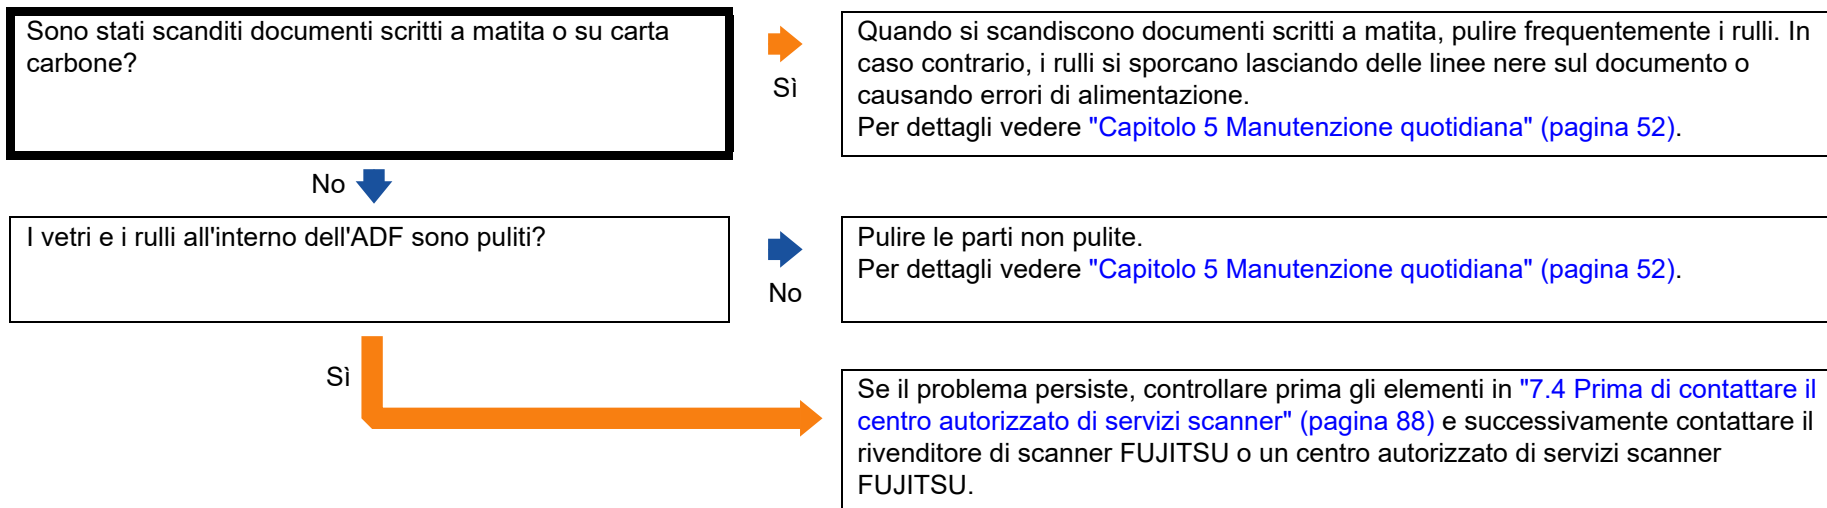 Sono stati scanditi documenti scritti a matita o su carta
carbone?
Sì
Quando si scandiscono documenti scritti a matita, pulire frequentemente i rulli. In
caso contrario, i rulli si sporcano lasciando delle linee nere sul documento o
causando errori di alimentazione.
Per dettagli vedere "Capitolo 5 Manutenzione quotidiana" (pagina 52).
No
I vetri e i rulli all'interno dell'ADF sono puliti?
No
Pulire le parti non pulite.
Per dettagli vedere "Capitolo 5 Manutenzione quotidiana" (pagina 52).
Sì
Se il problema persiste, controllare prima gli elementi in "7.4 Prima di contattare il
centro autorizzato di servizi scanner" (pagina 88) e successivamente contattare il
rivenditore di scanner FUJITSU o un centro autorizzato di servizi scanner
FUJITSU.